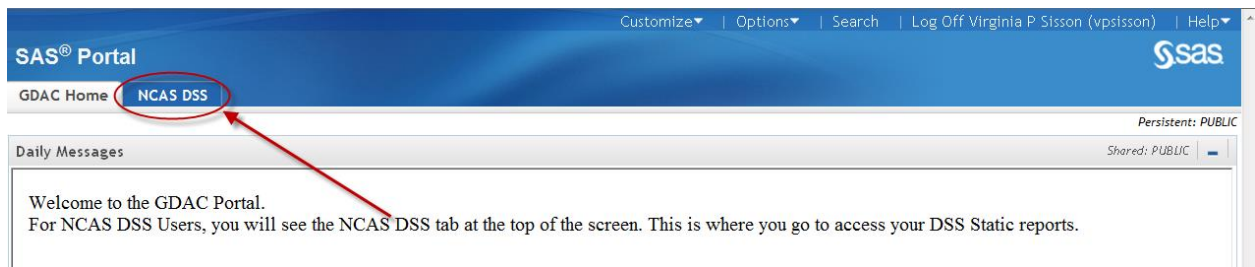 Customize▾ | Options▾ | Search | Log Off Virginia P Sisson (vpsisson) | Help▾
SAS® Portal
sas
GDAC Home NCAS DSS
Persistent: PUBLIC
Daily Messages Shared: PUBLIC
Welcome to the GDAC Portal.
For NCAS DSS Users, you will see the NCAS DSS tab at the top of the screen. This is where you go to access your DSS Static reports.